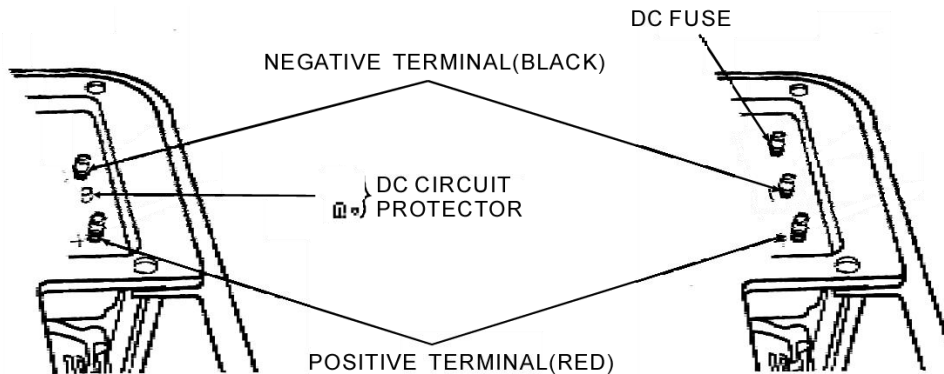 DC FUSE
NEGATIVE TERMINAL(BLACK)
DC CIRCUIT
PROTECTOR
POSITIVE TERMINAL(RED)